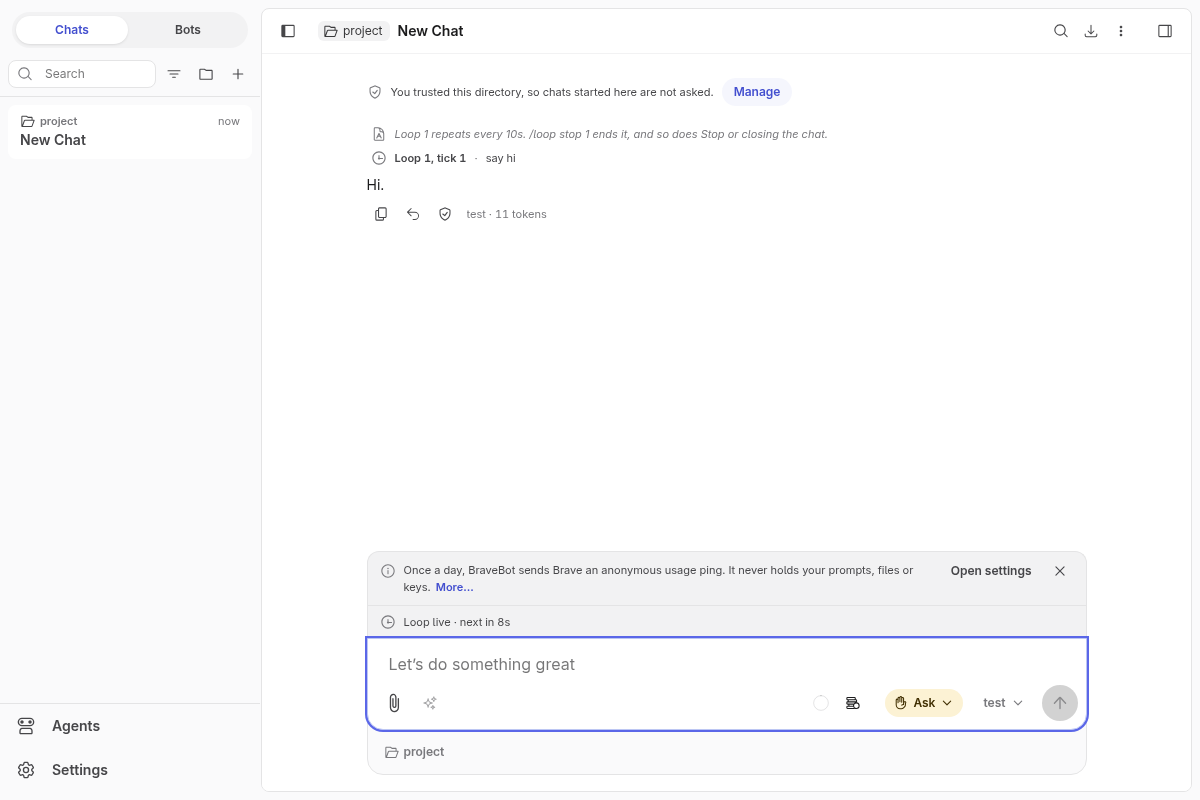 Chats
Bots
Search
project
now
New Chat
Agents
Settings
project
New Chat
You trusted this directory, so chats started here are not asked.
Manage
Loop 1 repeats every 10s. /loop stop 1 ends it, and so does Stop or closing the chat.
Loop 1, tick 1 · say hi
Hi.
test · 11 tokens
Once a day, BraveBot sends Brave an anonymous usage ping. It never holds your prompts, files or
keys. More...
Open settings
Loop live · next in 8s
Let's do something great
Ask
test
project